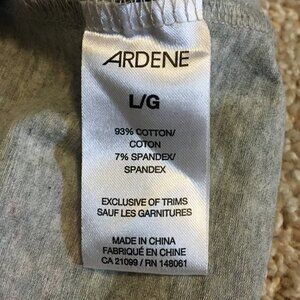 ARDENE
L/G
93% COTTON/
COTON
7% SPANDEX/
SPANDEX
EXCLUSIVE OF TRIMS
SAUF LES GARNITURES
MADE IN CHINA
FABRIQUÉ EN CHINE
CA 21099 / RN 148061